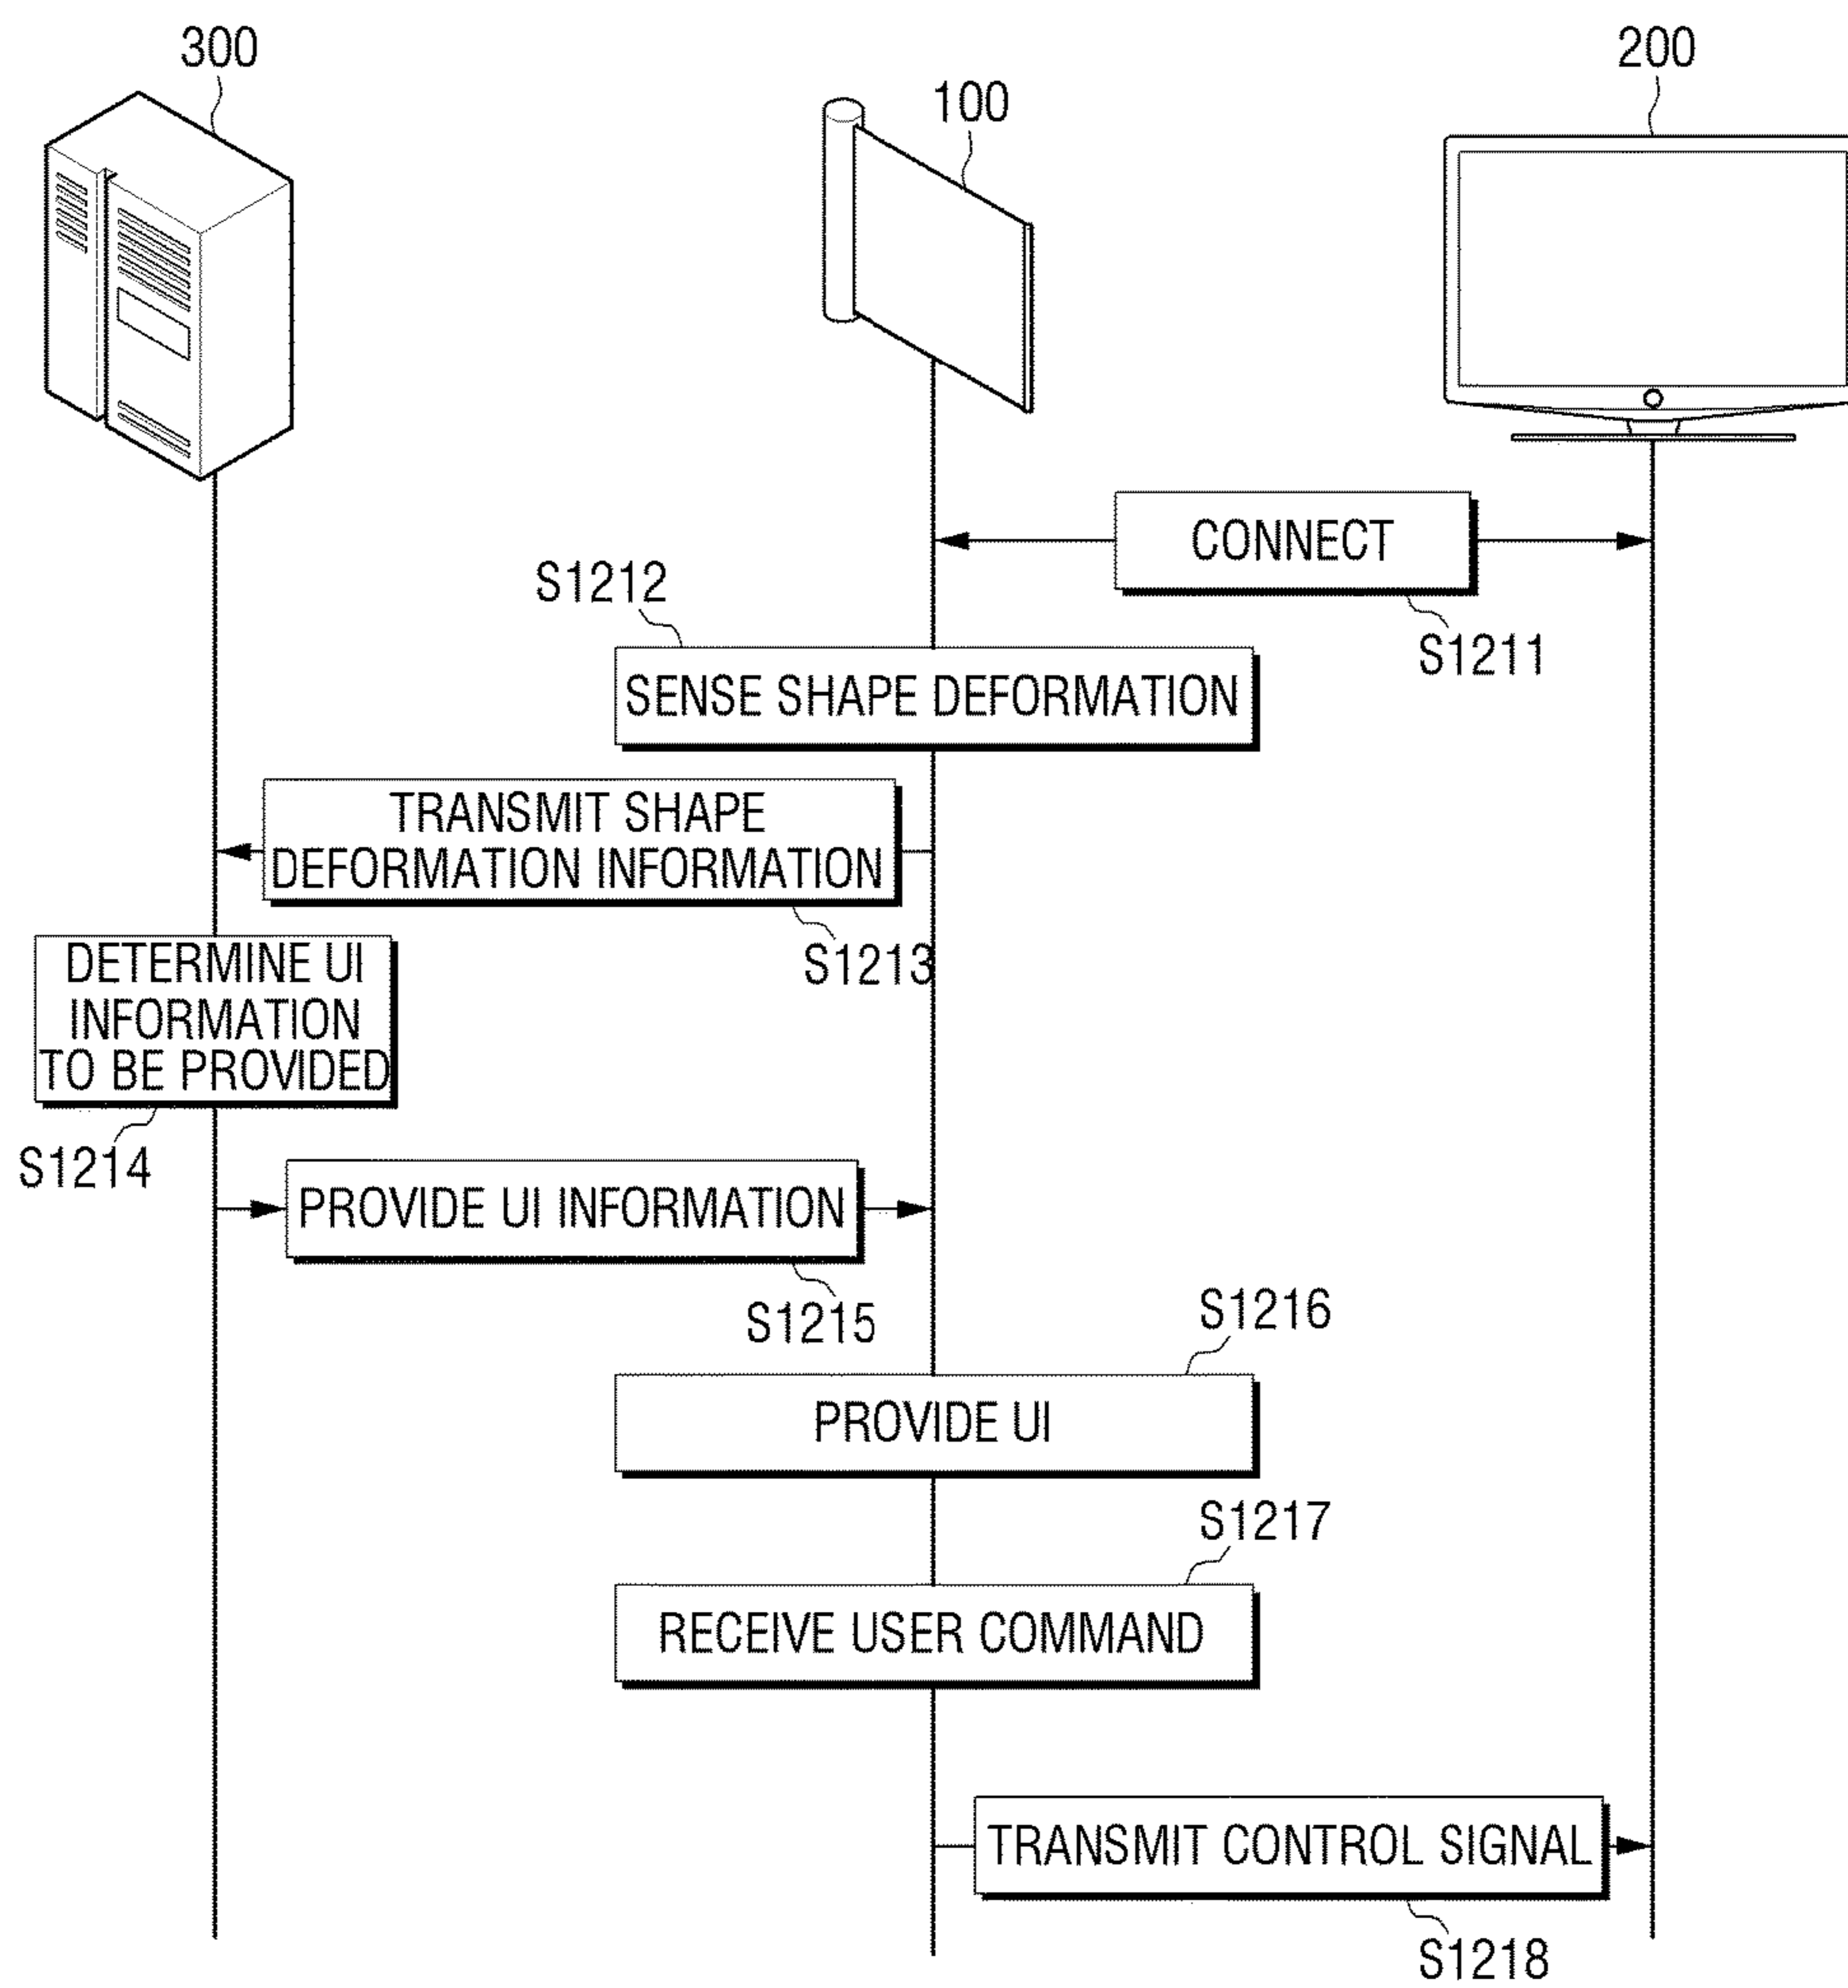 300
100
200
CONNECT
S1211
S1212
SENSE SHAPE DEFORMATION
TRANSMIT SHAPE
DEFORMATION INFORMATION
S1213
DETERMINE UI
INFORMATION
TO BE PROVIDED
S1214
PROVIDE UI INFORMATION
S1215
S1216
PROVIDE UI
S1217
RECEIVE USER COMMAND
TRANSMIT CONTROL SIGNAL
S1218